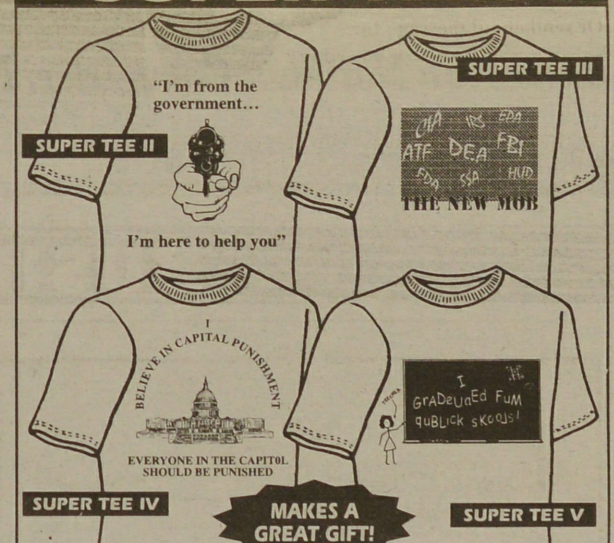 SUPER TEE III
"I'm from the
government...
SUPER TEE II
I'm here to help you"
CIA IRS FDA
ATF DEA FBI
EDA SSA HUD
THE NEW MOB
I
BELIEVE IN CAPITAL PUNISHMENT
EVERYONE IN THE CAPITOL
SHOULD BE PUNISHED
I
GrADeUaEd FuM
quBLick sKools!
SUPER TEE IV
MAKES A
GREAT GIFT!
SUPER TEE V